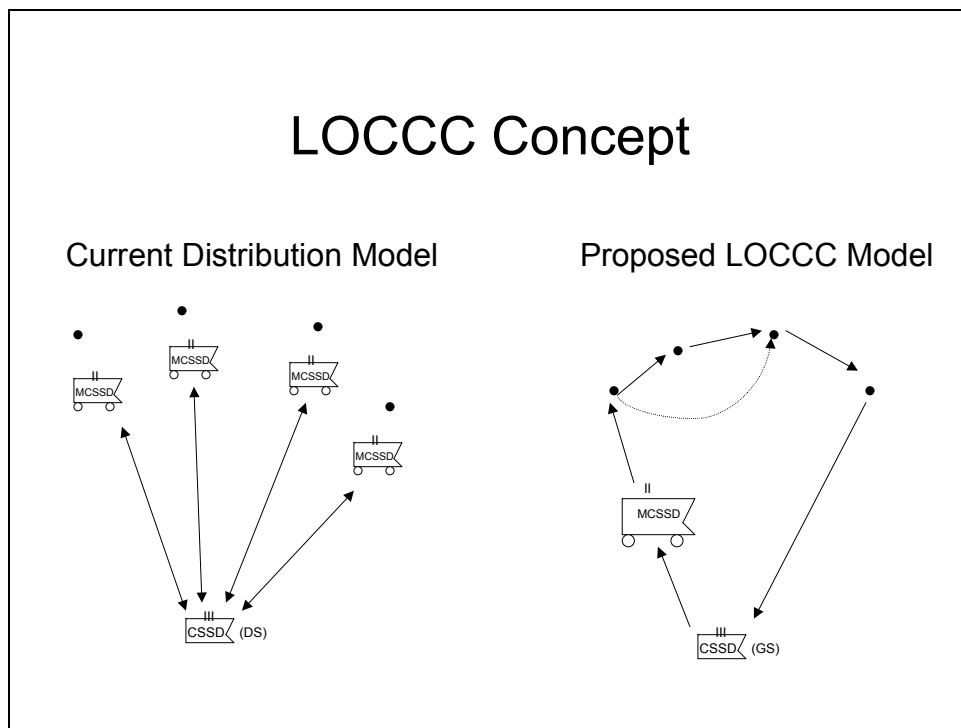 LOCCC Concept
Current Distribution Model
Proposed LOCCC Model
II
MCSSD
II
MCSSD
II
MCSSD
II
MCSSD
III
CSSD
(DS)
II
MCSSD
III
CSSD
(GS)